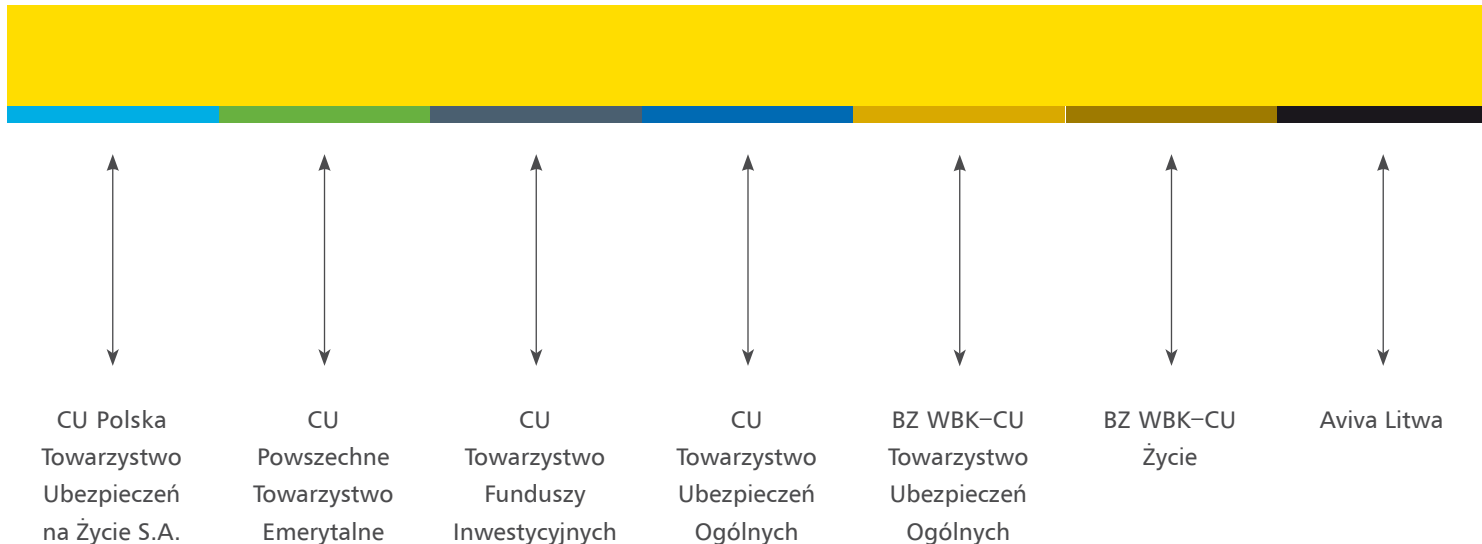 CU Polska
Towarzystwo
Ubezpieczeń
na Życie S.A.
CU
Powszechne
Towarzystwo
Emerytalne
CU
Towarzystwo
Funduszy
Inwestycyjnych
CU
Towarzystwo
Ubezpieczeń
Ogólnych
BZ WBK–CU
Towarzystwo
Ubezpieczeń
Ogólnych
BZ WBK–CU
Życie
Aviva Litwa